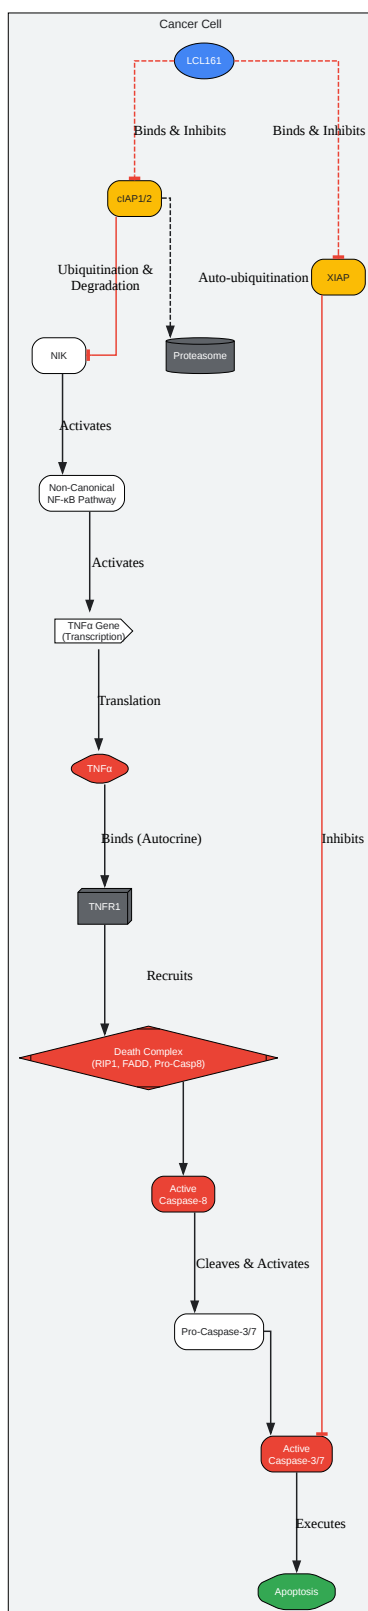 Cancer Cell
LCL161
Binds & Inhibits
Binds & Inhibits
cIAP1/2
Ubiquitination &
Degradation
Auto-ubiquitination
XIAP
NIK
Proteasome
Activates
Non-Canonical
NF-κB Pathway
Activates
TNFα Gene
(Transcription)
Translation
TNFα
Binds (Autocrine)
Inhibits
TNFR1
Recruits
Death Complex
(RIP1, FADD, Pro-Casp8)
Active
Caspase-8
Cleaves & Activates
Pro-Caspase-3/7
Active
Caspase-3/7
Executes
Apoptosis